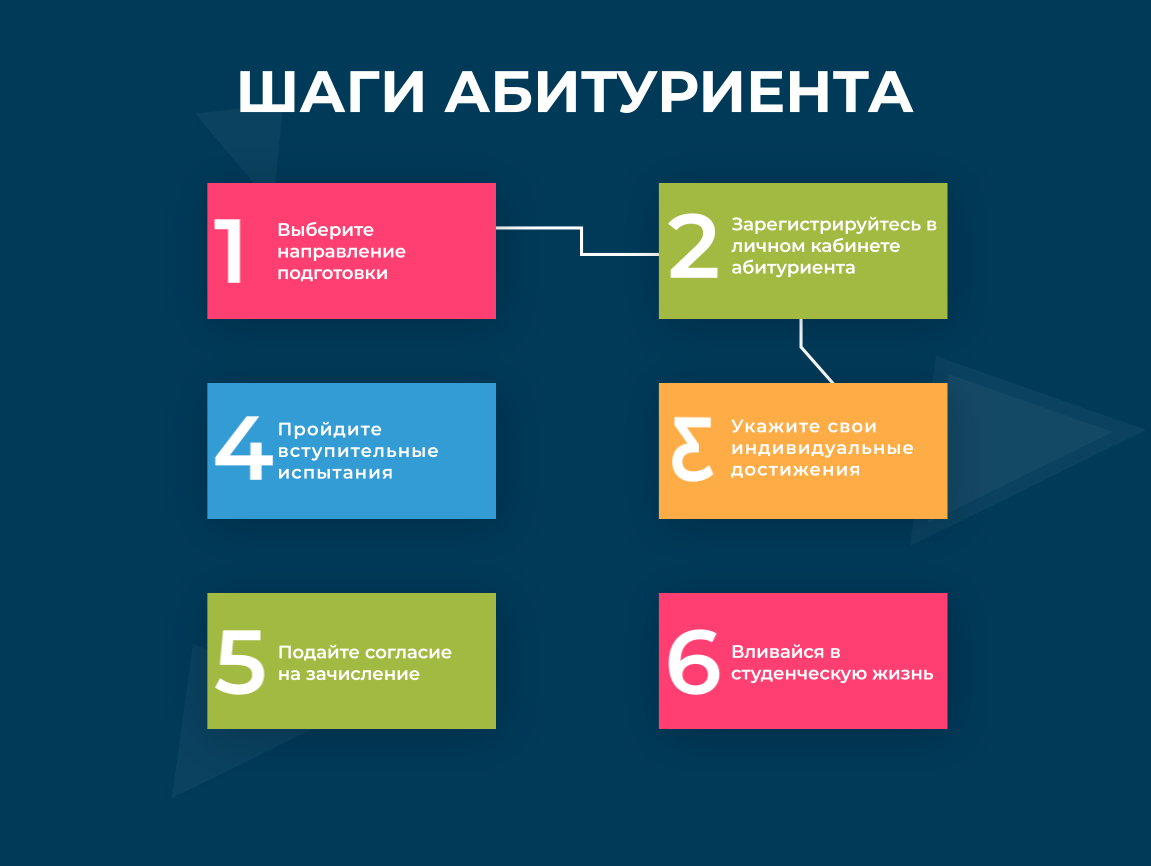 ШАГИ АБИТУРИЕНТА
1
Выберите
направление
подготовки
2
Зарегистрируйтесь в
личном кабинете
абитуриента
3
Укажите свои
индивидуальные
достижения
4
Пройдите
вступительные
испытания
5
Подайте согласие
на зачисление
6
Вливайся в
студенческую жизнь